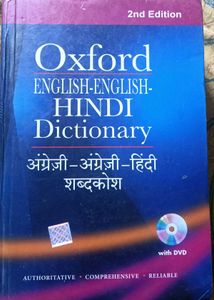 2nd Edition
Oxford
ENGLISH-ENGLISH-
HINDI
Dictionary
अंग्रेज़ी–अंग्रेज़ी–हिंदी
शब्दकोश
with DVD
AUTHORITATIVE · COMPREHENSIVE · RELIABLE